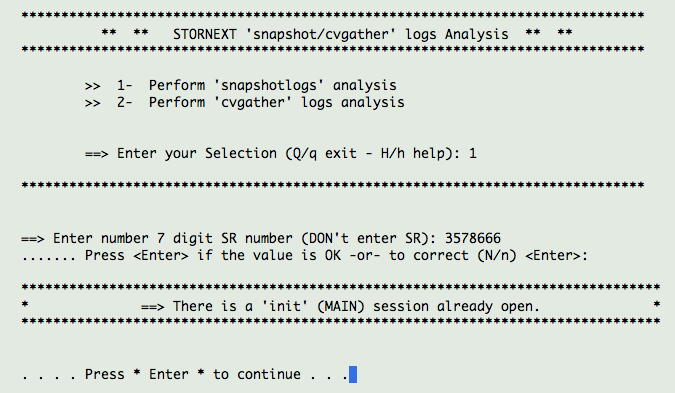 ******************************************************************************
** ** STORNEXT 'snapshot/cvgather' logs Analysis ** **
******************************************************************************
>> 1- Perform 'snapshotlogs' analysis
>> 2- Perform 'cvgather' logs analysis
==> Enter your Selection (Q/q exit - H/h help): 1
******************************************************************************
==> Enter number 7 digit SR number (DON't enter SR): 3578666
....... Press <Enter> if the value is OK -or- to correct (N/n) <Enter>:
********************************************************************************
* ==> There is a 'init' (MAIN) session already open. *
********************************************************************************
. . . . Press * Enter * to continue . . .